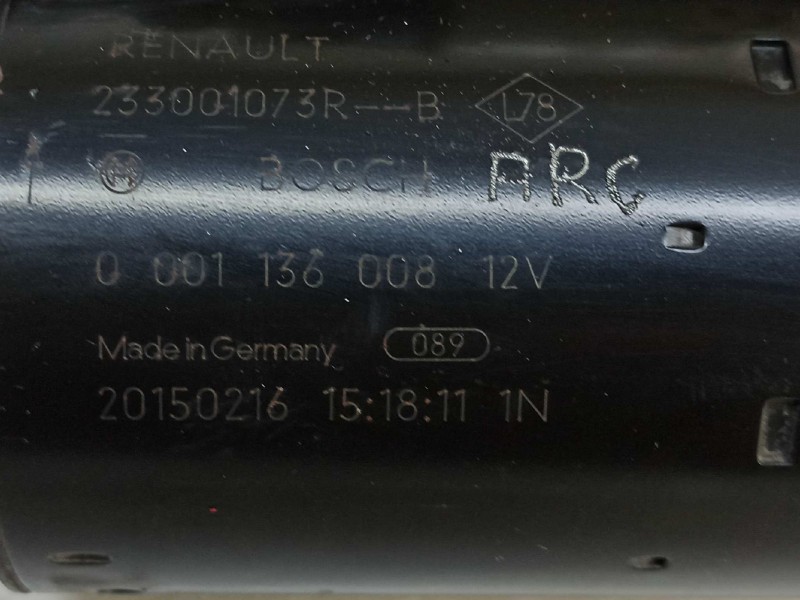 RENAULT
233001073R--B L78
BOSCH ARC
0 001 136 008 12V
Made in Germany 089
20150216 15:18:11 1N